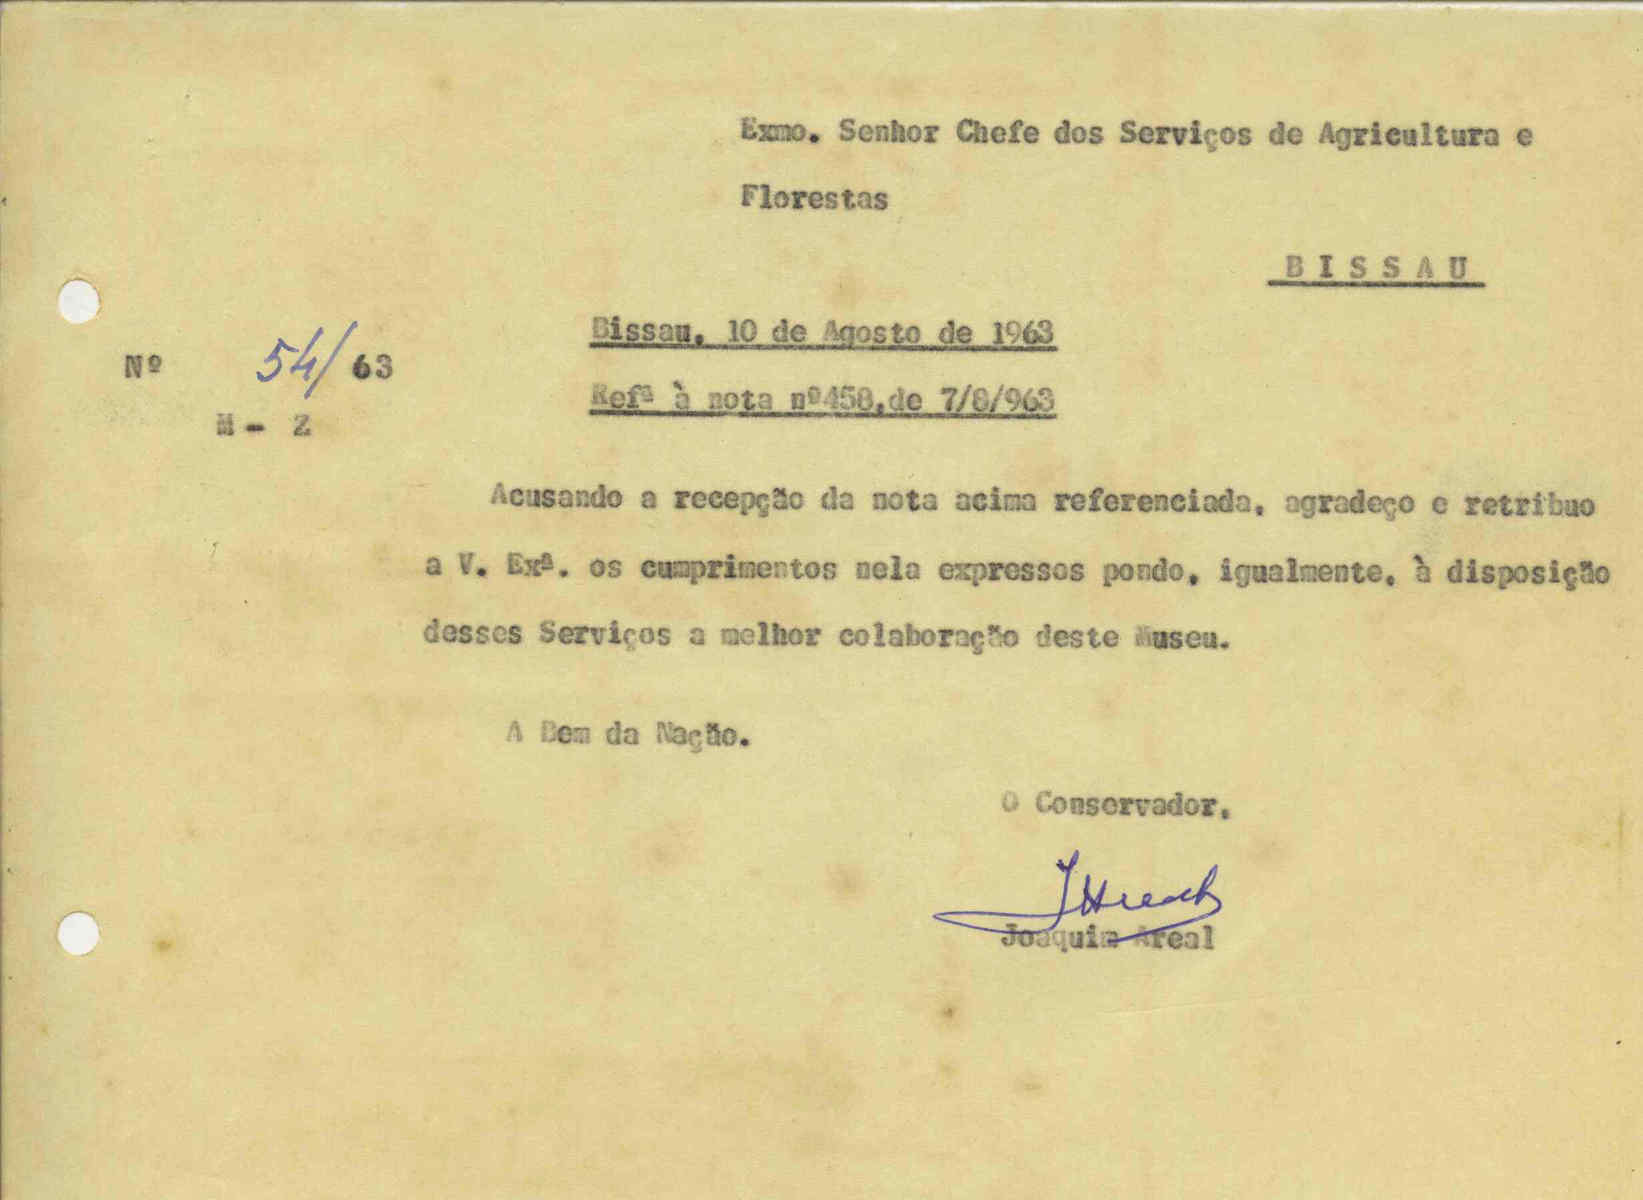 Exmo. Senhor Chefe dos Serviços de Agricultura e
Florestas
BISSAU
Bissau, 10 de Agosto de 1963
Nº 54/63
Refª à nota nº458,de 7/8/963
M - Z
Acusando a recepção da nota acima referenciada, agradeço e retribuo
a V. Exª. os cumprimentos nela expressos pondo, igualmente, à disposição
desses Serviços a melhor colaboração deste Museu.
A Bem da Nação.
O Conservador,
JAreal
Joaquim Areal